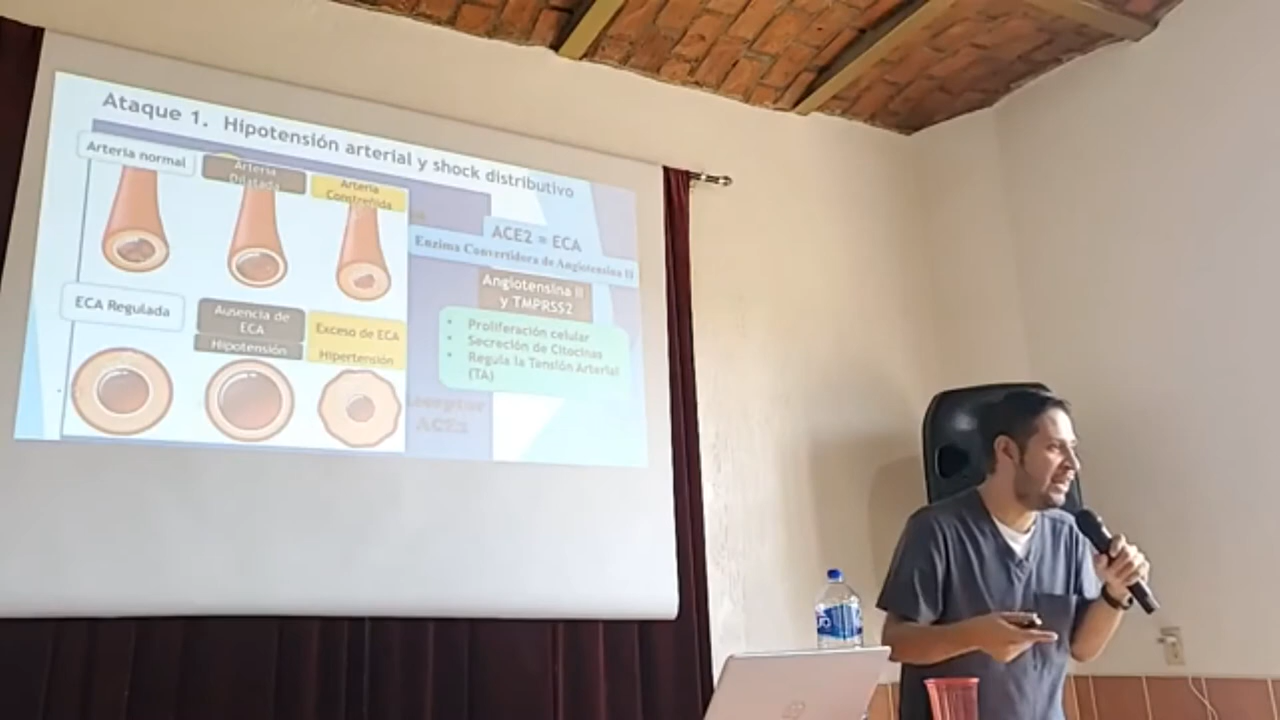 Ataque 1. Hipotensión arterial y shock distributivo
Arteria normal
Arteria
Dilatada
Arteria
Constreñida
ECA Regulada
Ausencia de
ECA
Hipotensión
Exceso de ECA
Hipertensión
ACE2 = ECA
Enzima Convertidora de Angiotensina II
Angiotensina II
y TMPRSS2
• Proliferación celular
• Secreción de Citocinas
• Regula la Tensión Arterial
(TA)
Receptor
ACE2